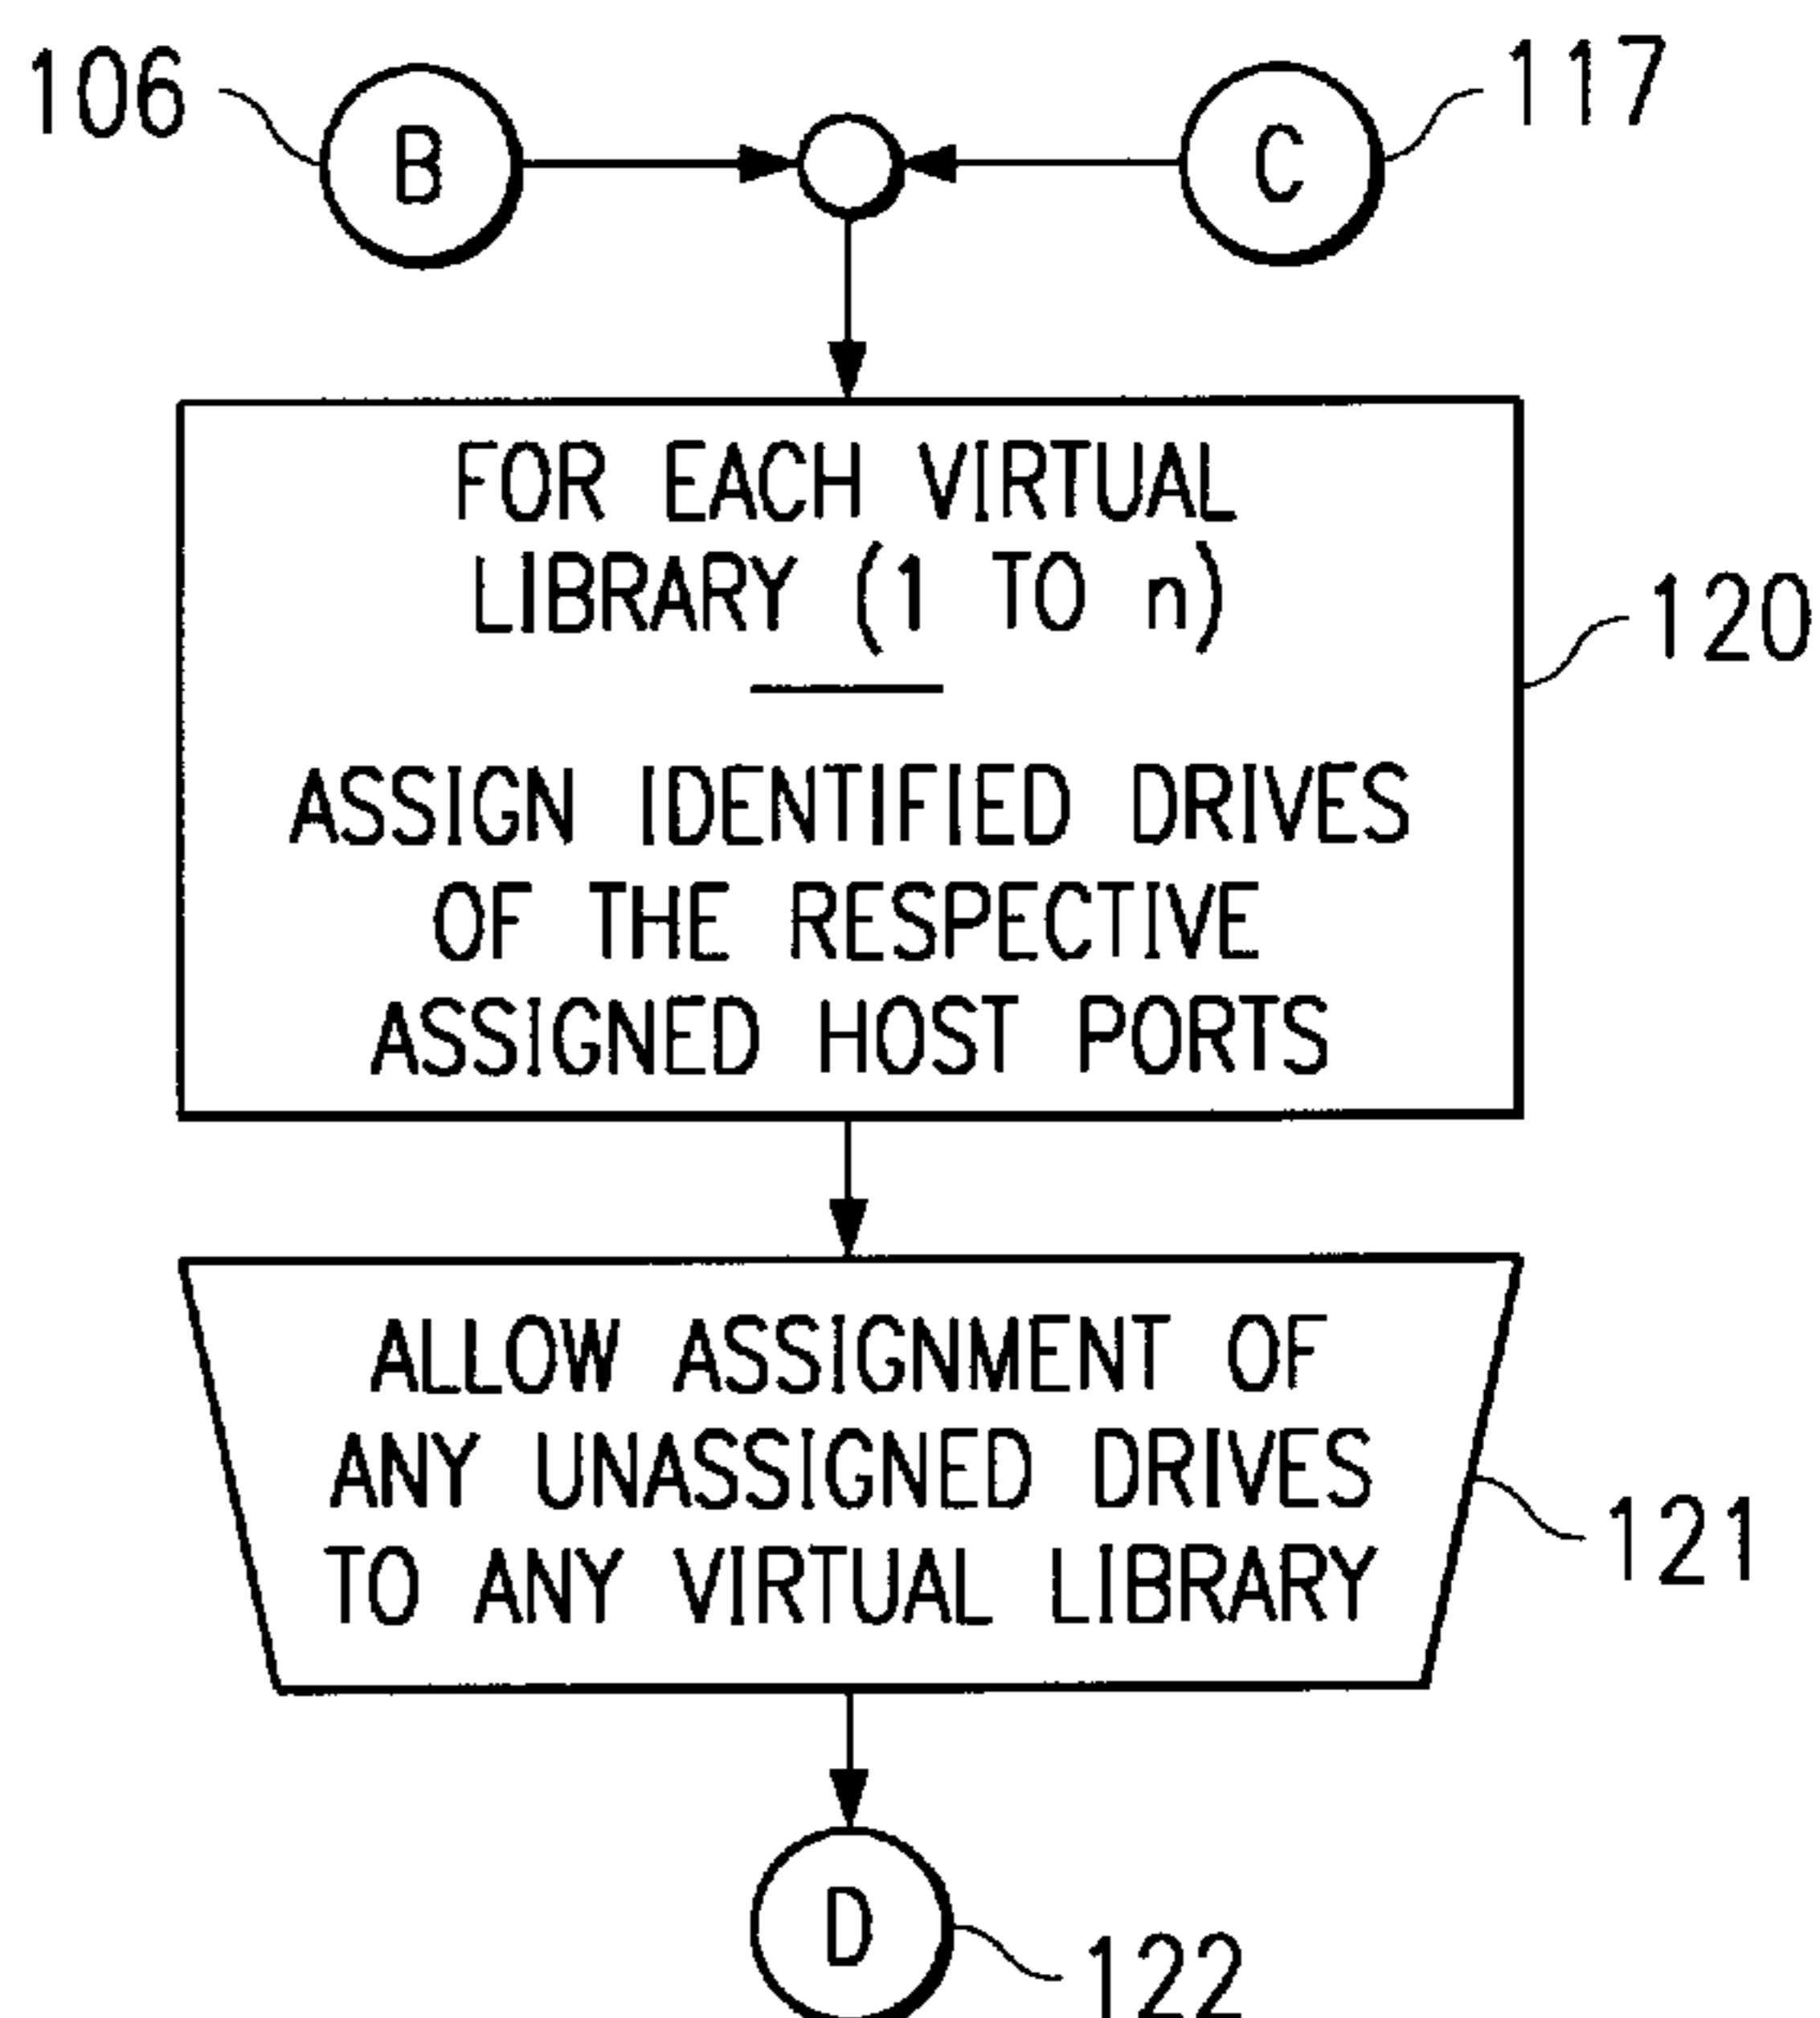 106
B
C
117
FOR EACH VIRTUAL
LIBRARY (1 TO n)
120
ASSIGN IDENTIFIED DRIVES
OF THE RESPECTIVE
ASSIGNED HOST PORTS
ALLOW ASSIGNMENT OF
ANY UNASSIGNED DRIVES
121
TO ANY VIRTUAL LIBRARY
D
122